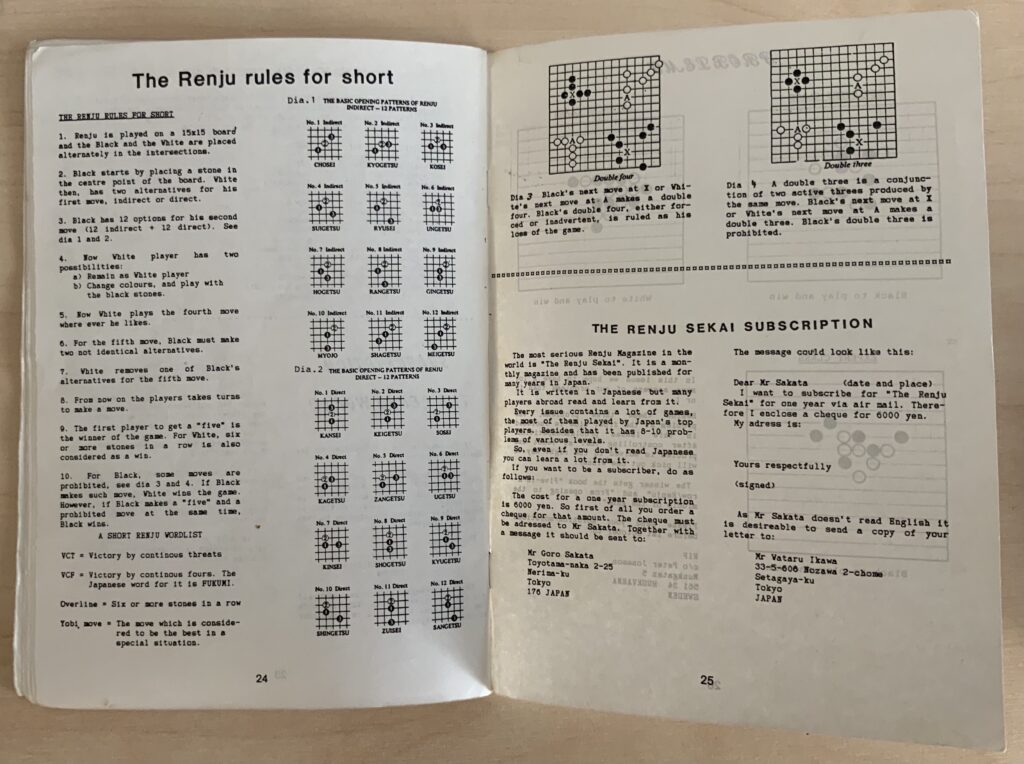 The Renju rules for short
THE RENJU RULES FOR SHORT
1. Renju is played on a 15x15 board
and the Black and the White are placed
alternately in the intersections.
2. Black starts by placing a stone in
the centre point of the board. White
then, has two alternatives for his
first move, indirect or direct.
3. Black has 12 options for his second
move (12 indirect + 12 direct). See
dia 1 and 2.
4. Now White player has two
possibilities:
a) Remain as White player
b) Change colours, and play with
the black stones.
5. Now White plays the fourth move
where ever he likes.
6. For the fifth move, Black must make
two not identical alternatives.
7. White removes one of Black's
alternatives for the fifth move.
8. From now on the players takes turns
to make a move.
9. The first player to get a "five" is
the winner of the game. For White, six
or more stones in a row is also
considered as a win.
10. For Black, some moves are
prohibited, see dia 3 and 4. If Black
makes such move, White wins the game.
However, if Black makes a "five" and a
prohibited move at the same time,
Black wins.
A SHORT RENJU WORDLIST
VCT = Victory by continous threats
VCF = Victory by continous fours. The
Japanese word for it is FUKUMI.
Overline = Six or more stones in a row
Yobi move = The move which is conside-
red to be the best in a
special situation.
Dia.1 THE BASIC OPENING PATTERNS OF RENJU
INDIRECT – 12 PATTERNS
No. 1 Indirect No. 2 Indirect No. 3 Indirect
CHOSEI KYOGETSU KOSEI
No. 4 Indirect No. 5 Indirect No. 6 Indirect
SUIGETSU RYUSEI UNGETSU
No. 7 Indirect No. 8 Indirect No. 9 Indirect
HOGETSU RANGETSU GINGETSU
No. 10 Indirect No. 11 Indirect No. 12 Indirect
MYOJO SHAGETSU MEIGETSU
Dia.2 THE BASIC OPENING PATTERNS OF RENJU
DIRECT – 12 PATTERNS
No. 1 Direct No. 2 Direct No. 3 Direct
KANSEI KEIGETSU SOSEI
No. 4 Direct No. 5 Direct No. 6 Direct
KAGETSU ZANGETSU UGETSU
No. 7 Direct No. 8 Direct No. 9 Direct
KINSEI SHOGETSU KYUGETSU
No. 10 Direct No. 11 Direct No. 12 Direct
SHINGETSU ZUISEI SANGETSU
24
Double four
Dia 3 Black's next move at X or Whi-
te's next move at A makes a double
four. Black's double four, either for-
ced or inadvertent, is ruled as his
loss of the game.
Double three
Dia 4 A double three is a conjunc-
tion of two active threes produced by
the same move. Black's next move at X
or White's next move at A makes a
double three. Black's double three is
prohibited.
THE RENJU SEKAI SUBSCRIPTION
The most serious Renju Magazine in the
world is "The Renju Sekai". It is a mon-
thly magazine and has been published for
many years in Japan.
It is written in Japanese but many
players abroad read and learn from it.
Every issue contains a lot of games,
the most of them played by Japan's top
players. Besides that it has 8-10 prob-
lems of various levels.
So, even if you don't read Japanese
you can learn a lot from it.
If you want to be a subscriber, do as
follows:
The cost for a one year subscription
is 6000 yen. So first of all you order a
cheque for that amount. The cheque must
be adressed to Mr Sakata. Together with
a message it should be sent to:
Mr Goro Sakata
Toyotama-naka 2-25
Nerima-ku
Tokyo
176 JAPAN
The message could look like this:
Dear Mr Sakata (date and place)
I want to subscribe for "The Renju
Sekai" for one year via air mail. There-
fore I enclose a cheque for 6000 yen.
My adress is:
Yours respectfully
(signed)
As Mr Sakata doesn't read English it
is desireable to send a copy of your
letter to:
Mr Wataru Ikawa
33-5-606 Nozawa 2-chome
Setagaya-ku
Tokyo
JAPAN
25